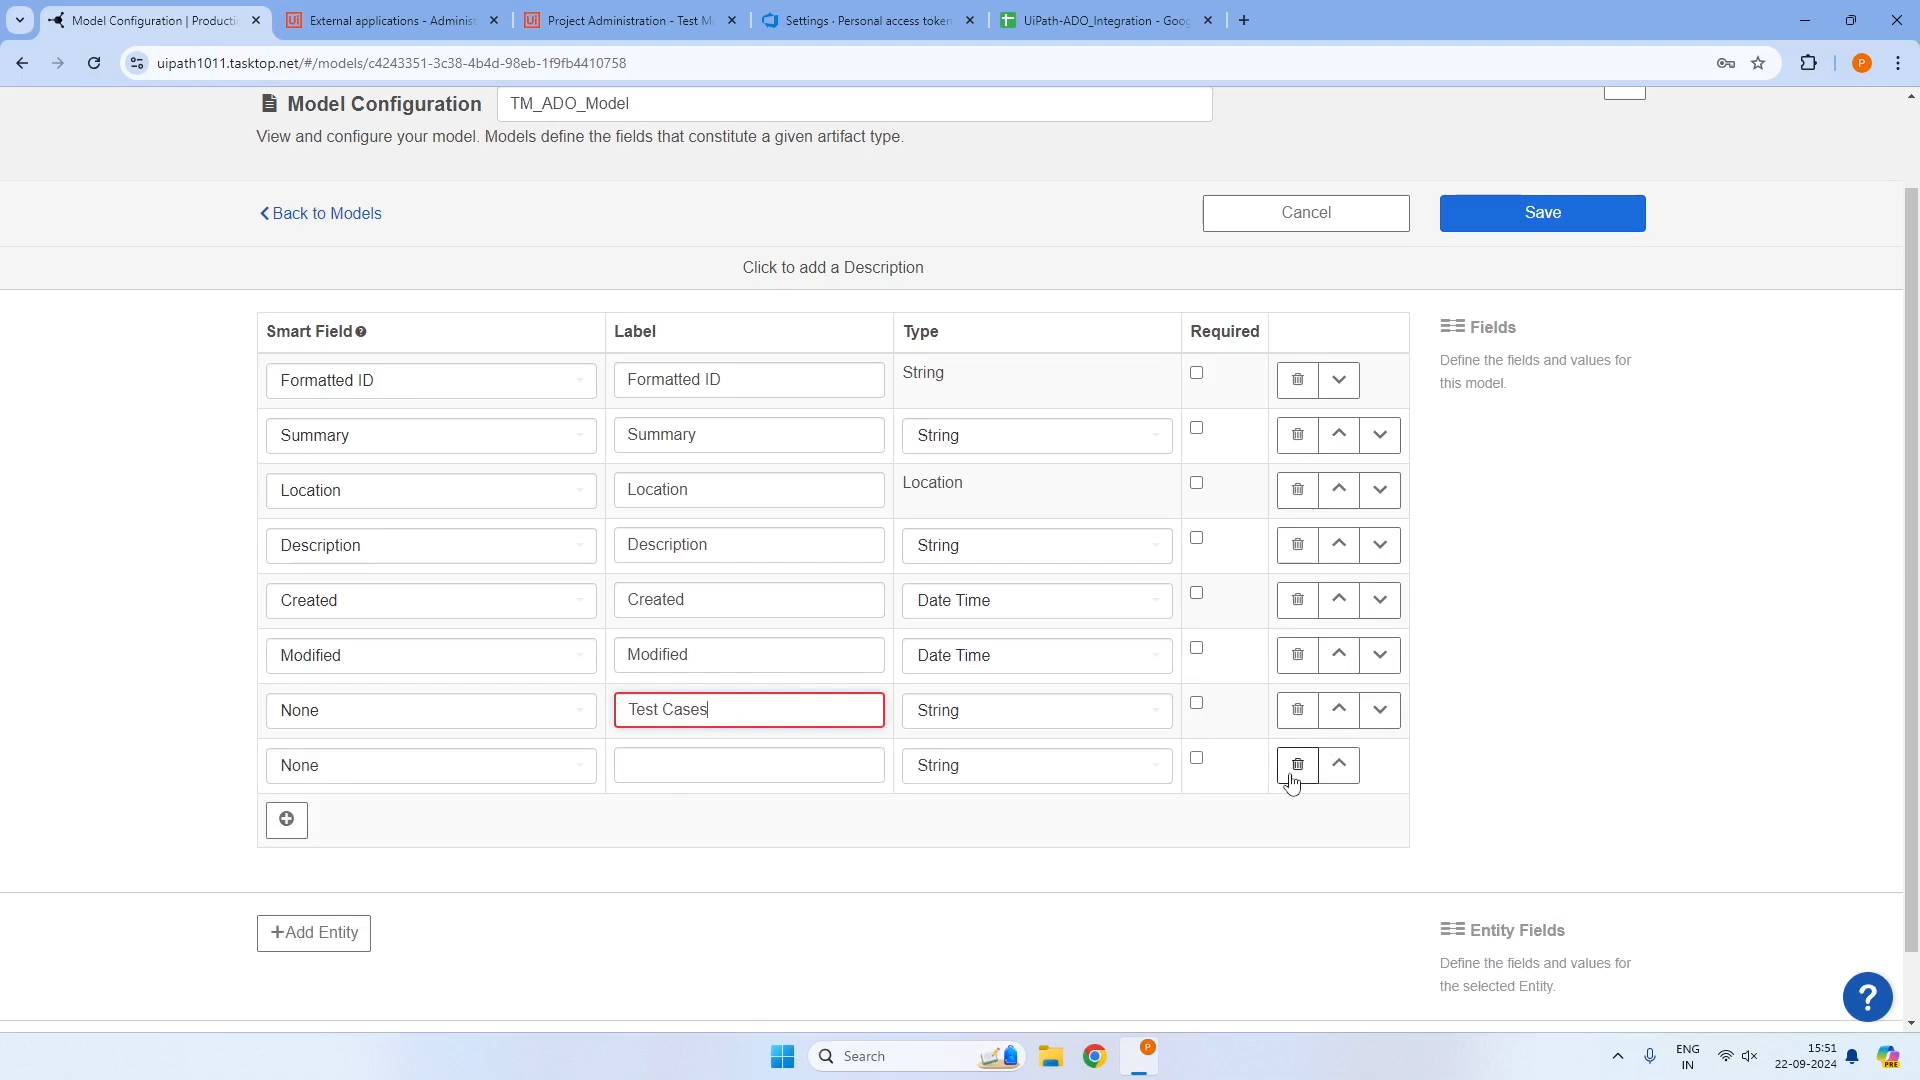 Model Configuration | Producti
External applications - Administ
Project Administration - Test M
Settings · Personal access token
UiPath-ADO_Integration - Goog
uipath1011.tasktop.net/#/models/c4243351-3c38-4b4d-98eb-1f9fb4410758
P
Model Configuration
TM_ADO_Model
View and configure your model. Models define the fields that constitute a given artifact type.
Back to Models
Cancel
Save
Click to add a Description
Smart Field
Label
Type
Required
Fields
Define the fields and values for
this model.
Formatted ID
Formatted ID
String
Summary
Summary
String
Location
Location
Location
Description
Description
String
Created
Created
Date Time
Modified
Modified
Date Time
None
Test Cases
String
None
String
+Add Entity
Entity Fields
Define the fields and values for
the selected Entity.
?
Search
P
ENG
IN
15:51
22-09-2024
PRE